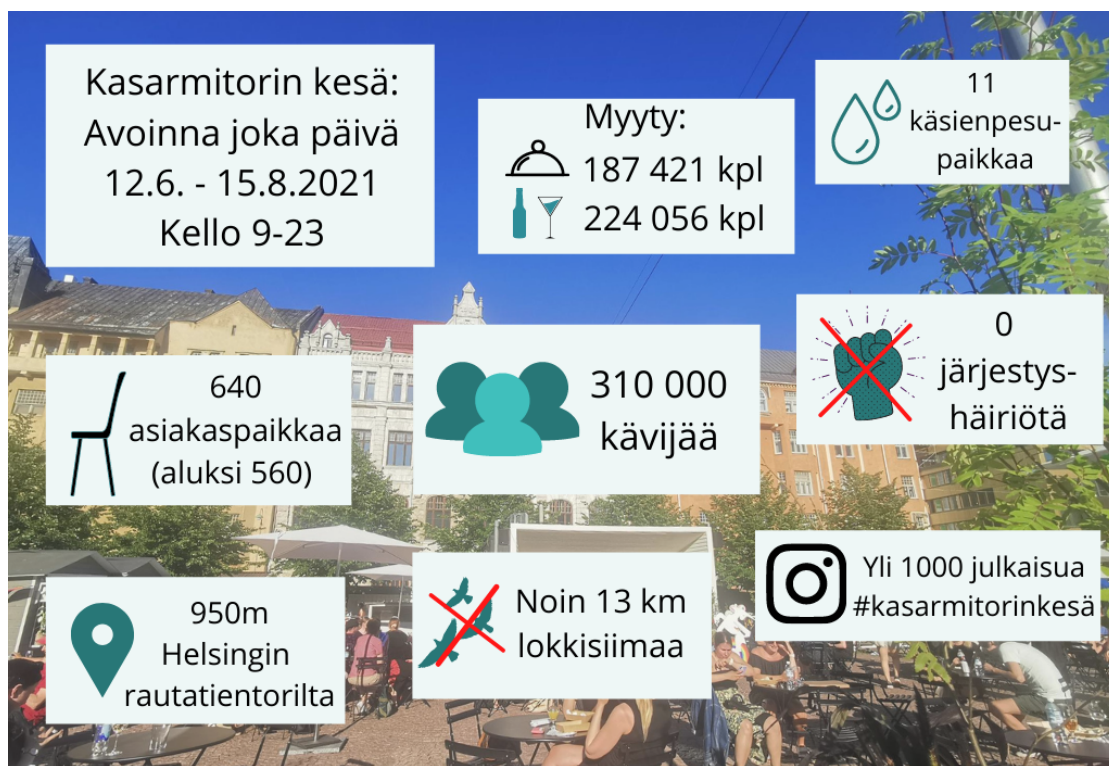 Kasarmitorin kesä:
Avoinna joka päivä
12.6. - 15.8.2021
Kello 9-23
Myyty:
187 421 kpl
224 056 kpl
11
käsienpesu-
paikkaa
640
asiakaspaikkaa
(aluksi 560)
310 000
kävijää
0
järjestys-
häiriötä
950m
Helsingin
rautatientorilta
Noin 13 km
lokkisiimaa
Yli 1000 julkaisua
#kasarmitorinkesä